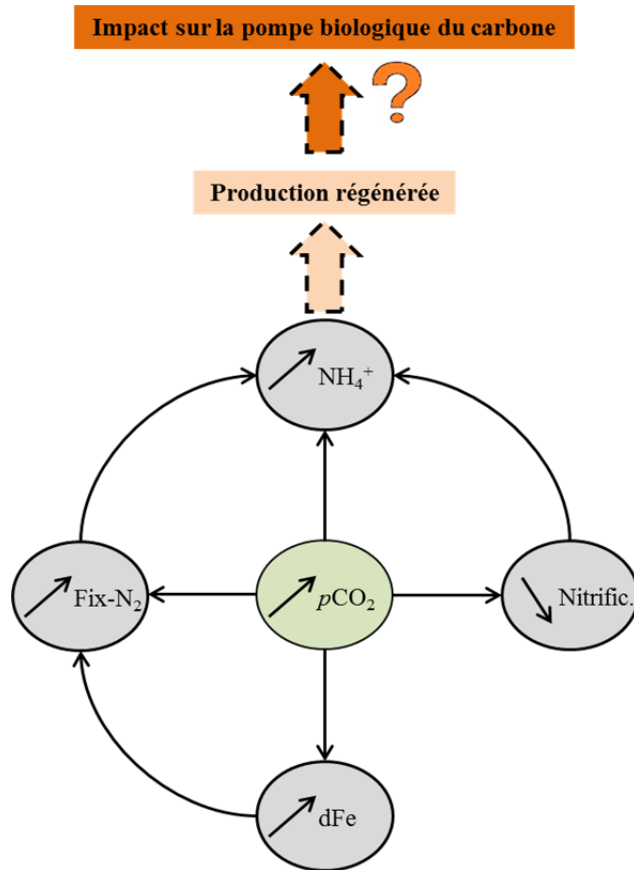 Impact sur la pompe biologique du carbone
?
Production régénérée
NH₄⁺
Fix-N₂
pCO₂
Nitrific.
dFe